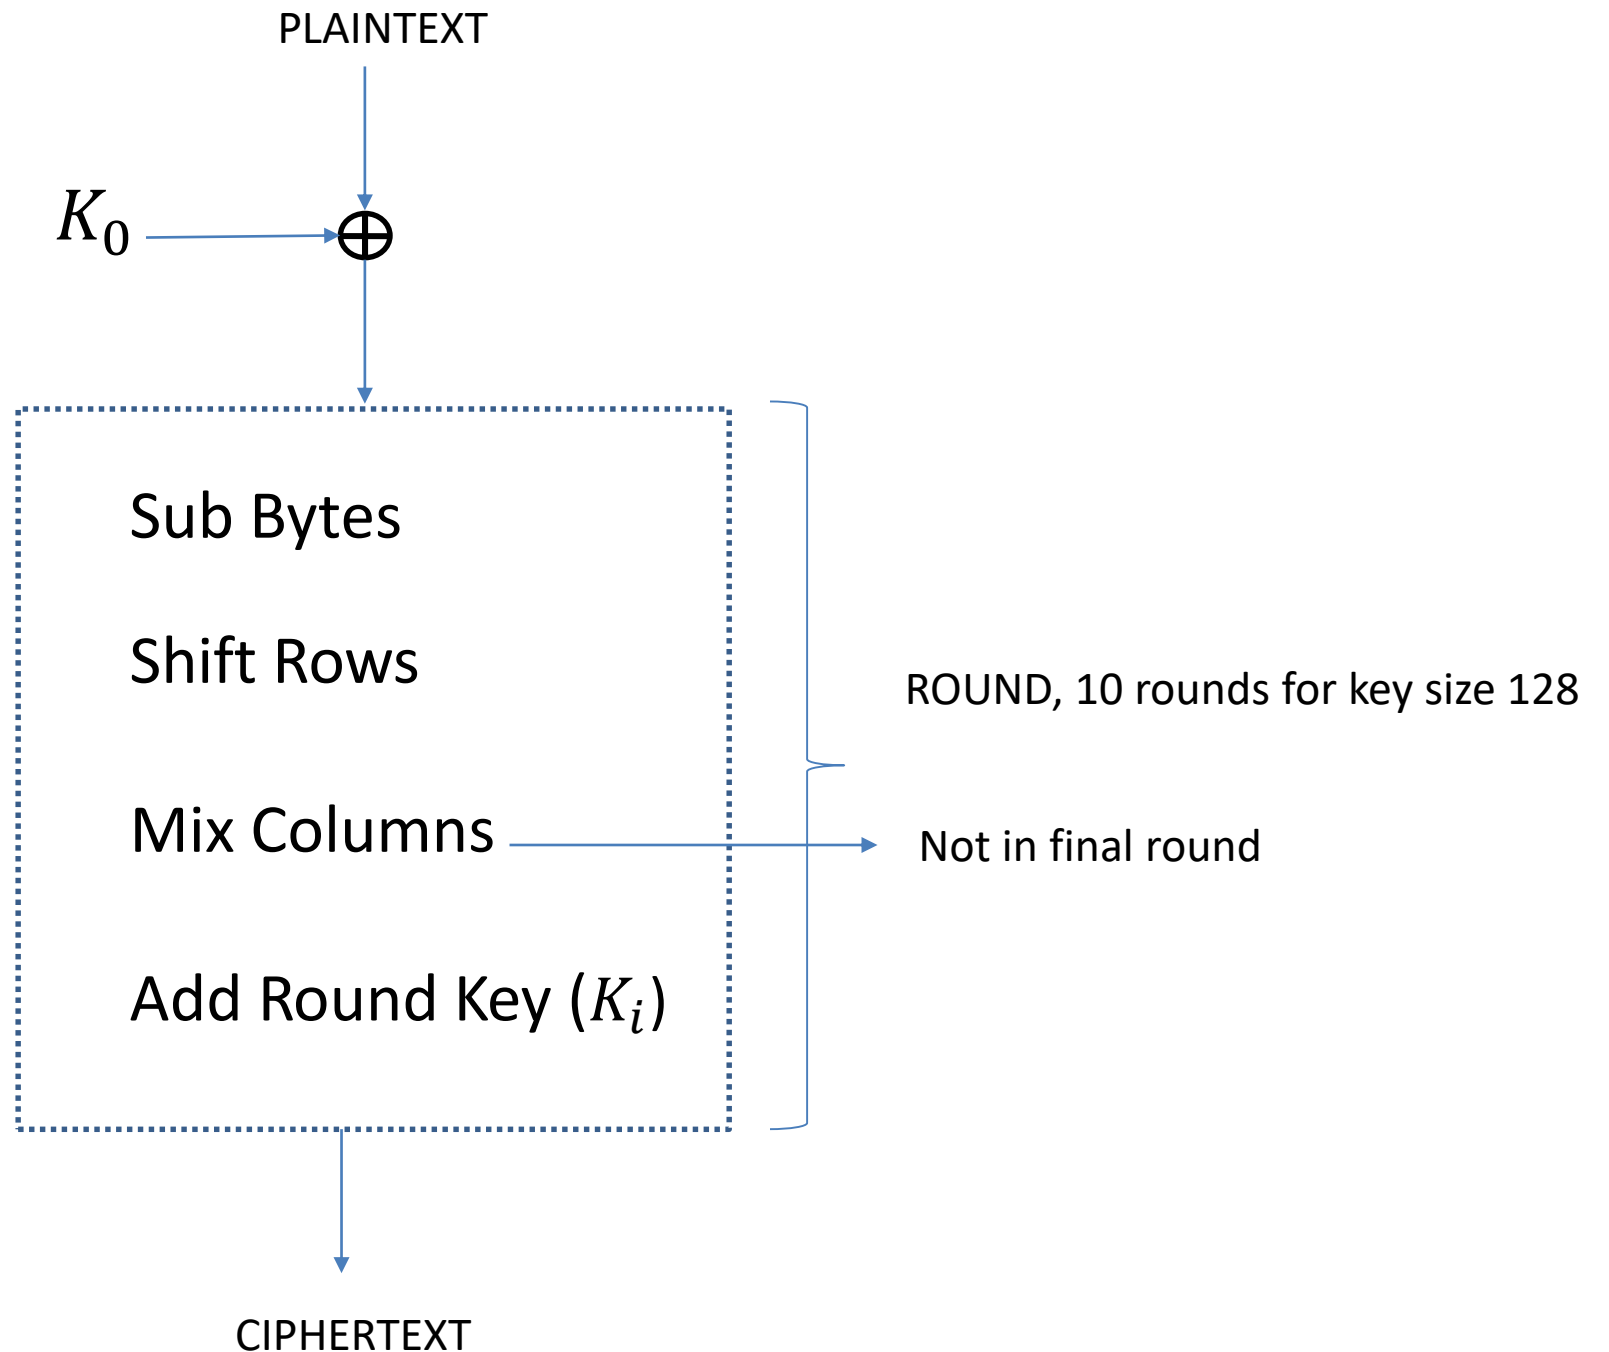 PLAINTEXT
K₀
Sub Bytes
Shift Rows
ROUND, 10 rounds for key size 128
Mix Columns
Not in final round
Add Round Key (Kᵢ)
CIPHERTEXT